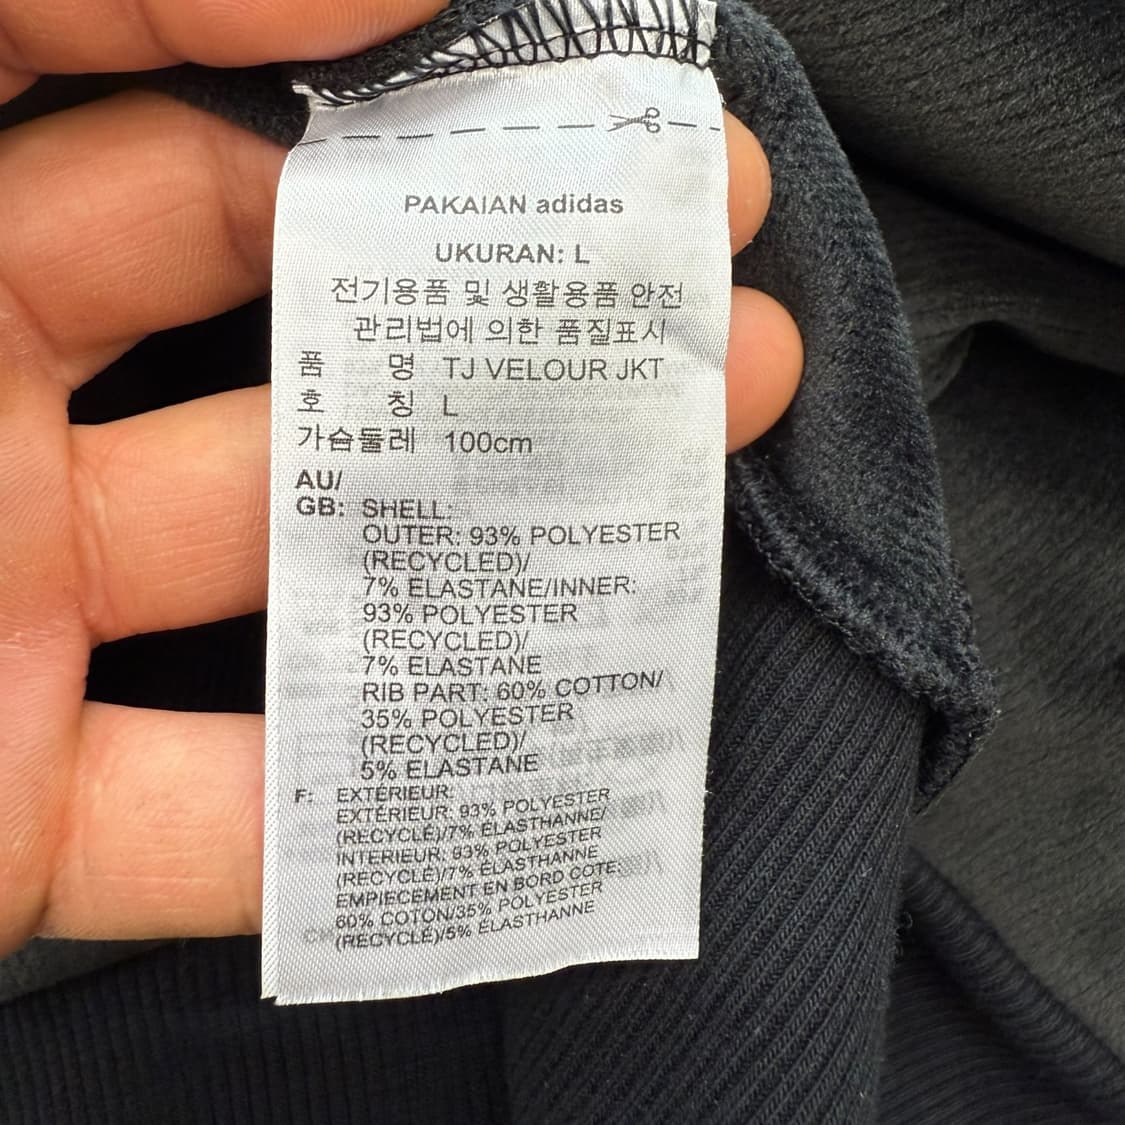 PAKAIAN adidas
UKURAN: L
전기용품 및 생활용품 안전
관리법에 의한 품질표시
품 명 TJ VELOUR JKT
호 칭 L
가슴둘레 100cm
AU/
GB: SHELL:
OUTER: 93% POLYESTER
(RECYCLED)/
7% ELASTANE/INNER:
93% POLYESTER
(RECYCLED)/
7% ELASTANE
RIB PART: 60% COTTON/
35% POLYESTER
(RECYCLED)/
5% ELASTANE
F: EXTÉRIEUR:
EXTÉRIEUR: 93% POLYESTER
(RECYCLÉ)/7% ÉLASTHANNE/
INTÉRIEUR: 93% POLYESTER
(RECYCLÉ)/7% ÉLASTHANNE
EMPIECEMENT EN BORD COTE:
60% COTON/35% POLYESTER
(RECYCLÉ)/5% ÉLASTHANNE